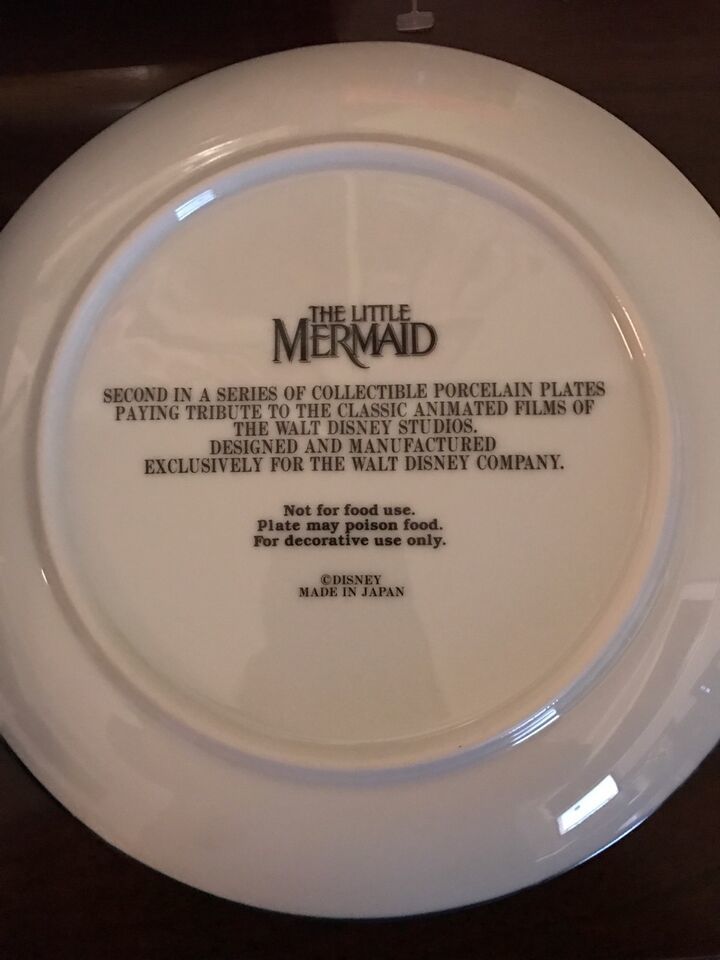 THE LITTLE
MERMAID
SECOND IN A SERIES OF COLLECTIBLE PORCELAIN PLATES
PAYING TRIBUTE TO THE CLASSIC ANIMATED FILMS OF
THE WALT DISNEY STUDIOS.
DESIGNED AND MANUFACTURED
EXCLUSIVELY FOR THE WALT DISNEY COMPANY.
Not for food use.
Plate may poison food.
For decorative use only.
©DISNEY
MADE IN JAPAN